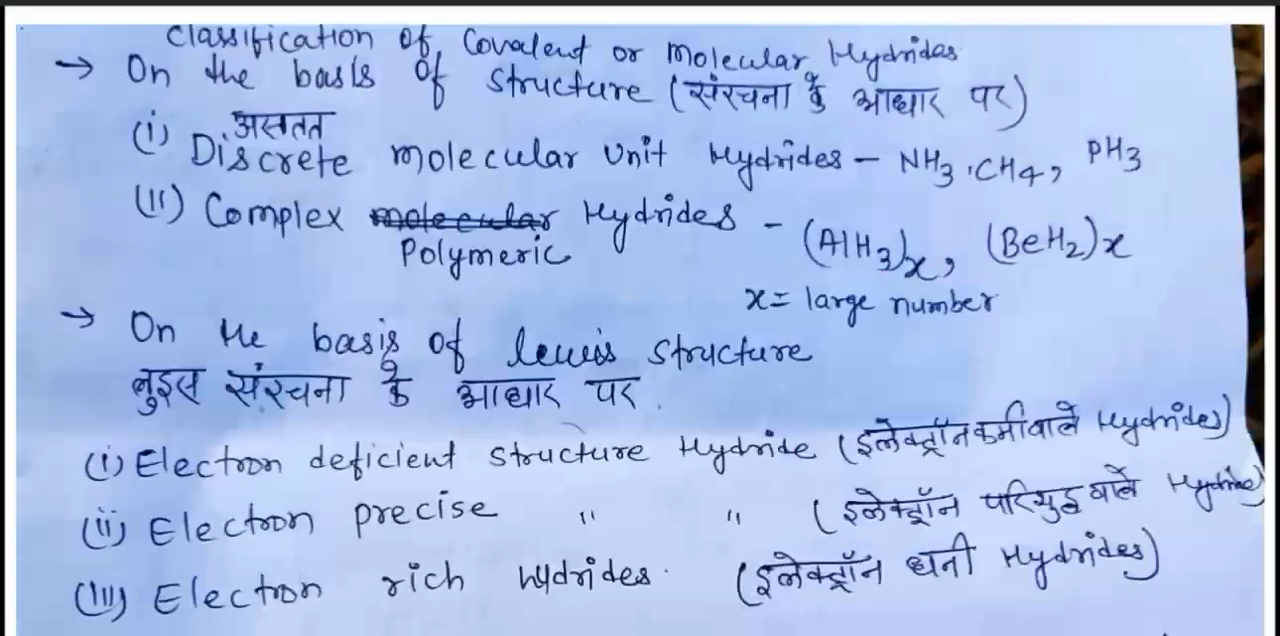 Classification of Covalent or Molecular Hydrides
→ On the basis of Structure (संरचना के आधार पर)
असतत
(i) Discrete molecular Unit Hydrides – NH3, CH4, PH3
(ii) Complex Hydrides – (AlH3)x, (BeH2)x
Polymeric
x = large number
→ On the basis of lewis structure
लुइस संरचना के आधार पर.
(i) Electron deficient structure Hydride (इलेक्ट्रॉन कमी वाले Hydrides)
(ii) Electron precise " " (इलेक्ट्रॉन परिशुद्ध वाले Hydride)
(iii) Electron rich hydrides. (इलेक्ट्रॉन धनी Hydrides)